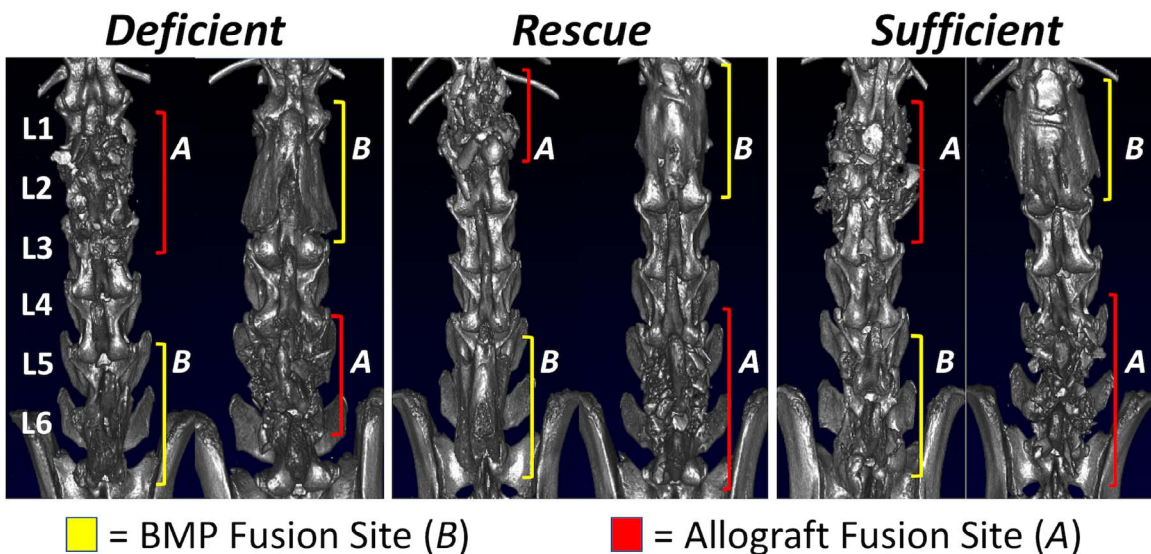 Deficient Rescue Sufficient
L1
L2
L3
L4
L5
L6
A
B
B
A
A
B
B
A
A
B
B
A
= BMP Fusion Site (B) = Allograft Fusion Site (A)